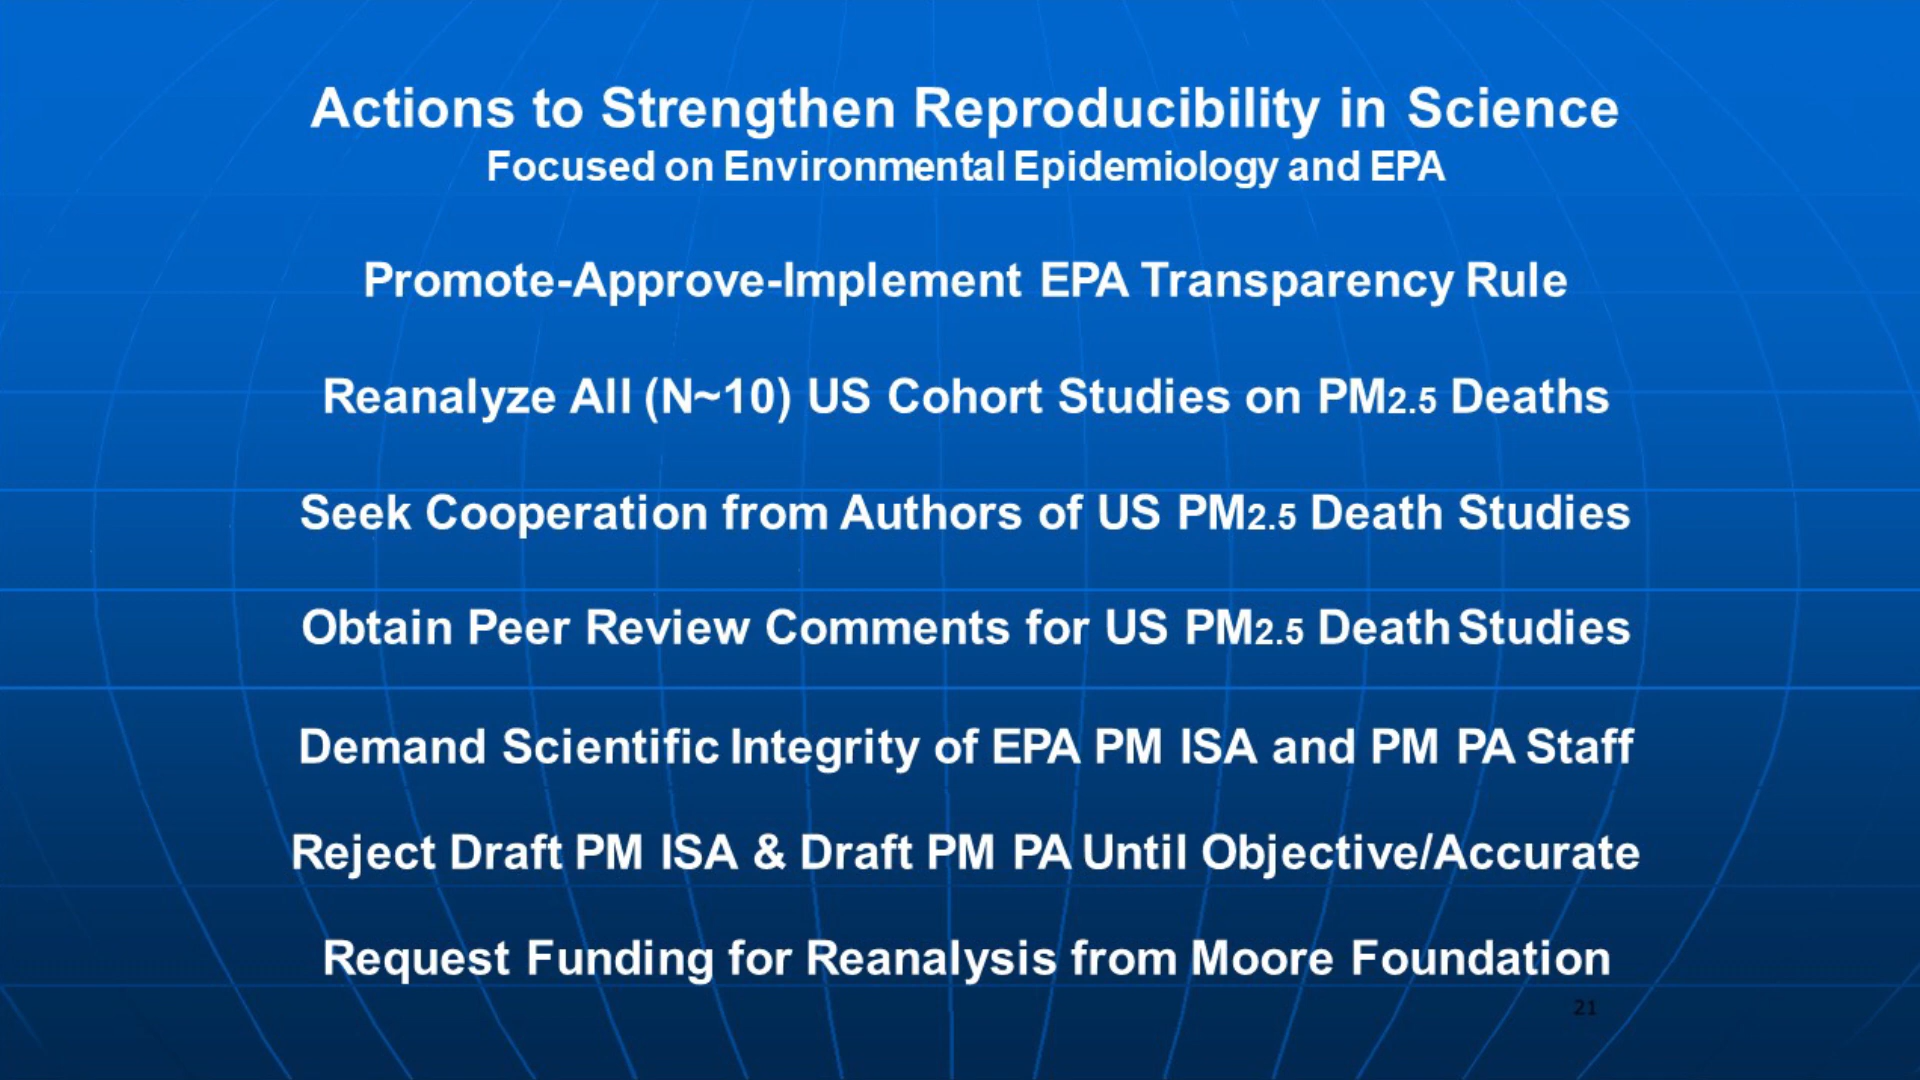 Actions to Strengthen Reproducibility in Science
Focused on Environmental Epidemiology and EPA
Promote-Approve-Implement EPA Transparency Rule
Reanalyze All (N~10) US Cohort Studies on PM2.5 Deaths
Seek Cooperation from Authors of US PM2.5 Death Studies
Obtain Peer Review Comments for US PM2.5 Death Studies
Demand Scientific Integrity of EPA PM ISA and PM PA Staff
Reject Draft PM ISA & Draft PM PA Until Objective/Accurate
Request Funding for Reanalysis from Moore Foundation
21